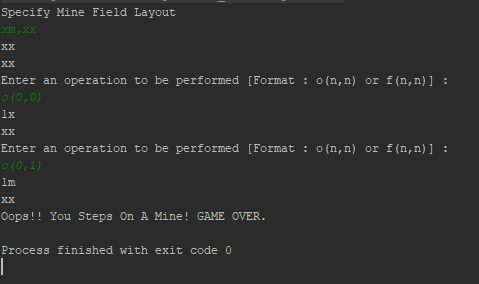 Specify Mine Field Layout
xm,xx
xx
xx
Enter an operation to be performed [Format : o(n,n) or f(n,n)] :
o(0,0)
lx
xx
Enter an operation to be performed [Format : o(n,n) or f(n,n)] :
o(0,1)
lm
xx
Oops!! You Steps On A Mine! GAME OVER.
Process finished with exit code 0